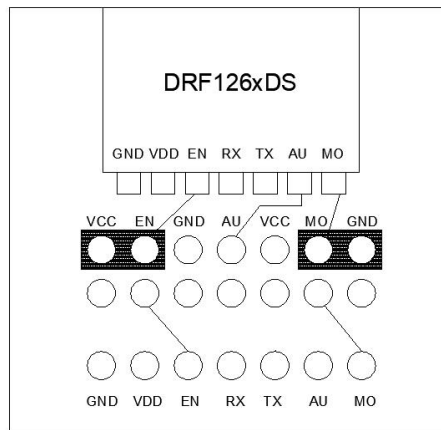 DRF126xDS
GND VDD EN RX TX AU MO
VCC EN GND AU VCC MO GND
GND VDD EN RX TX AU MO